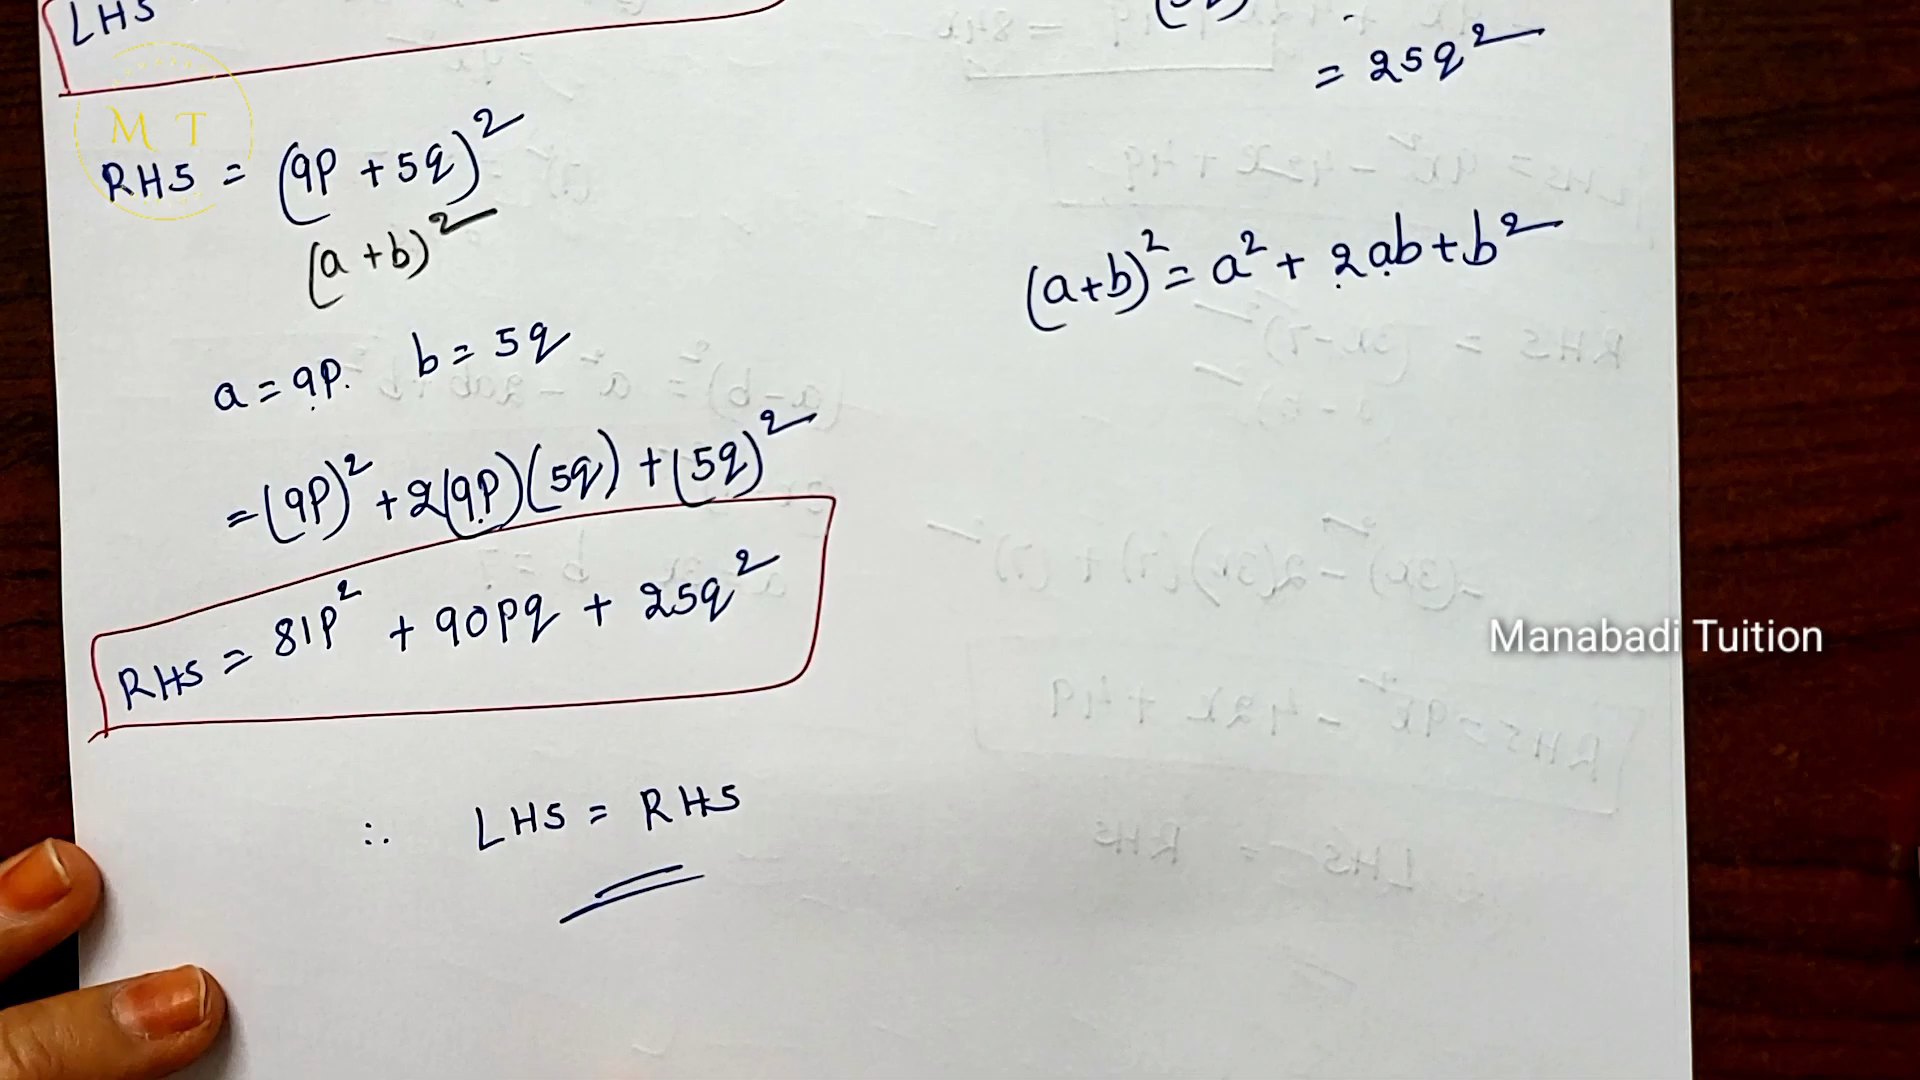 LHS
= 25q²
M T
RHS = (9p + 5q)²
(a + b)²
(a+b)² = a² + 2ab + b²
a = 9p. b = 5q
= (9p)² + 2(9p)(5q) + (5q)²
RHS = 81p² + 90pq + 25q²
Manabadi Tuition
∴ LHS = RHS